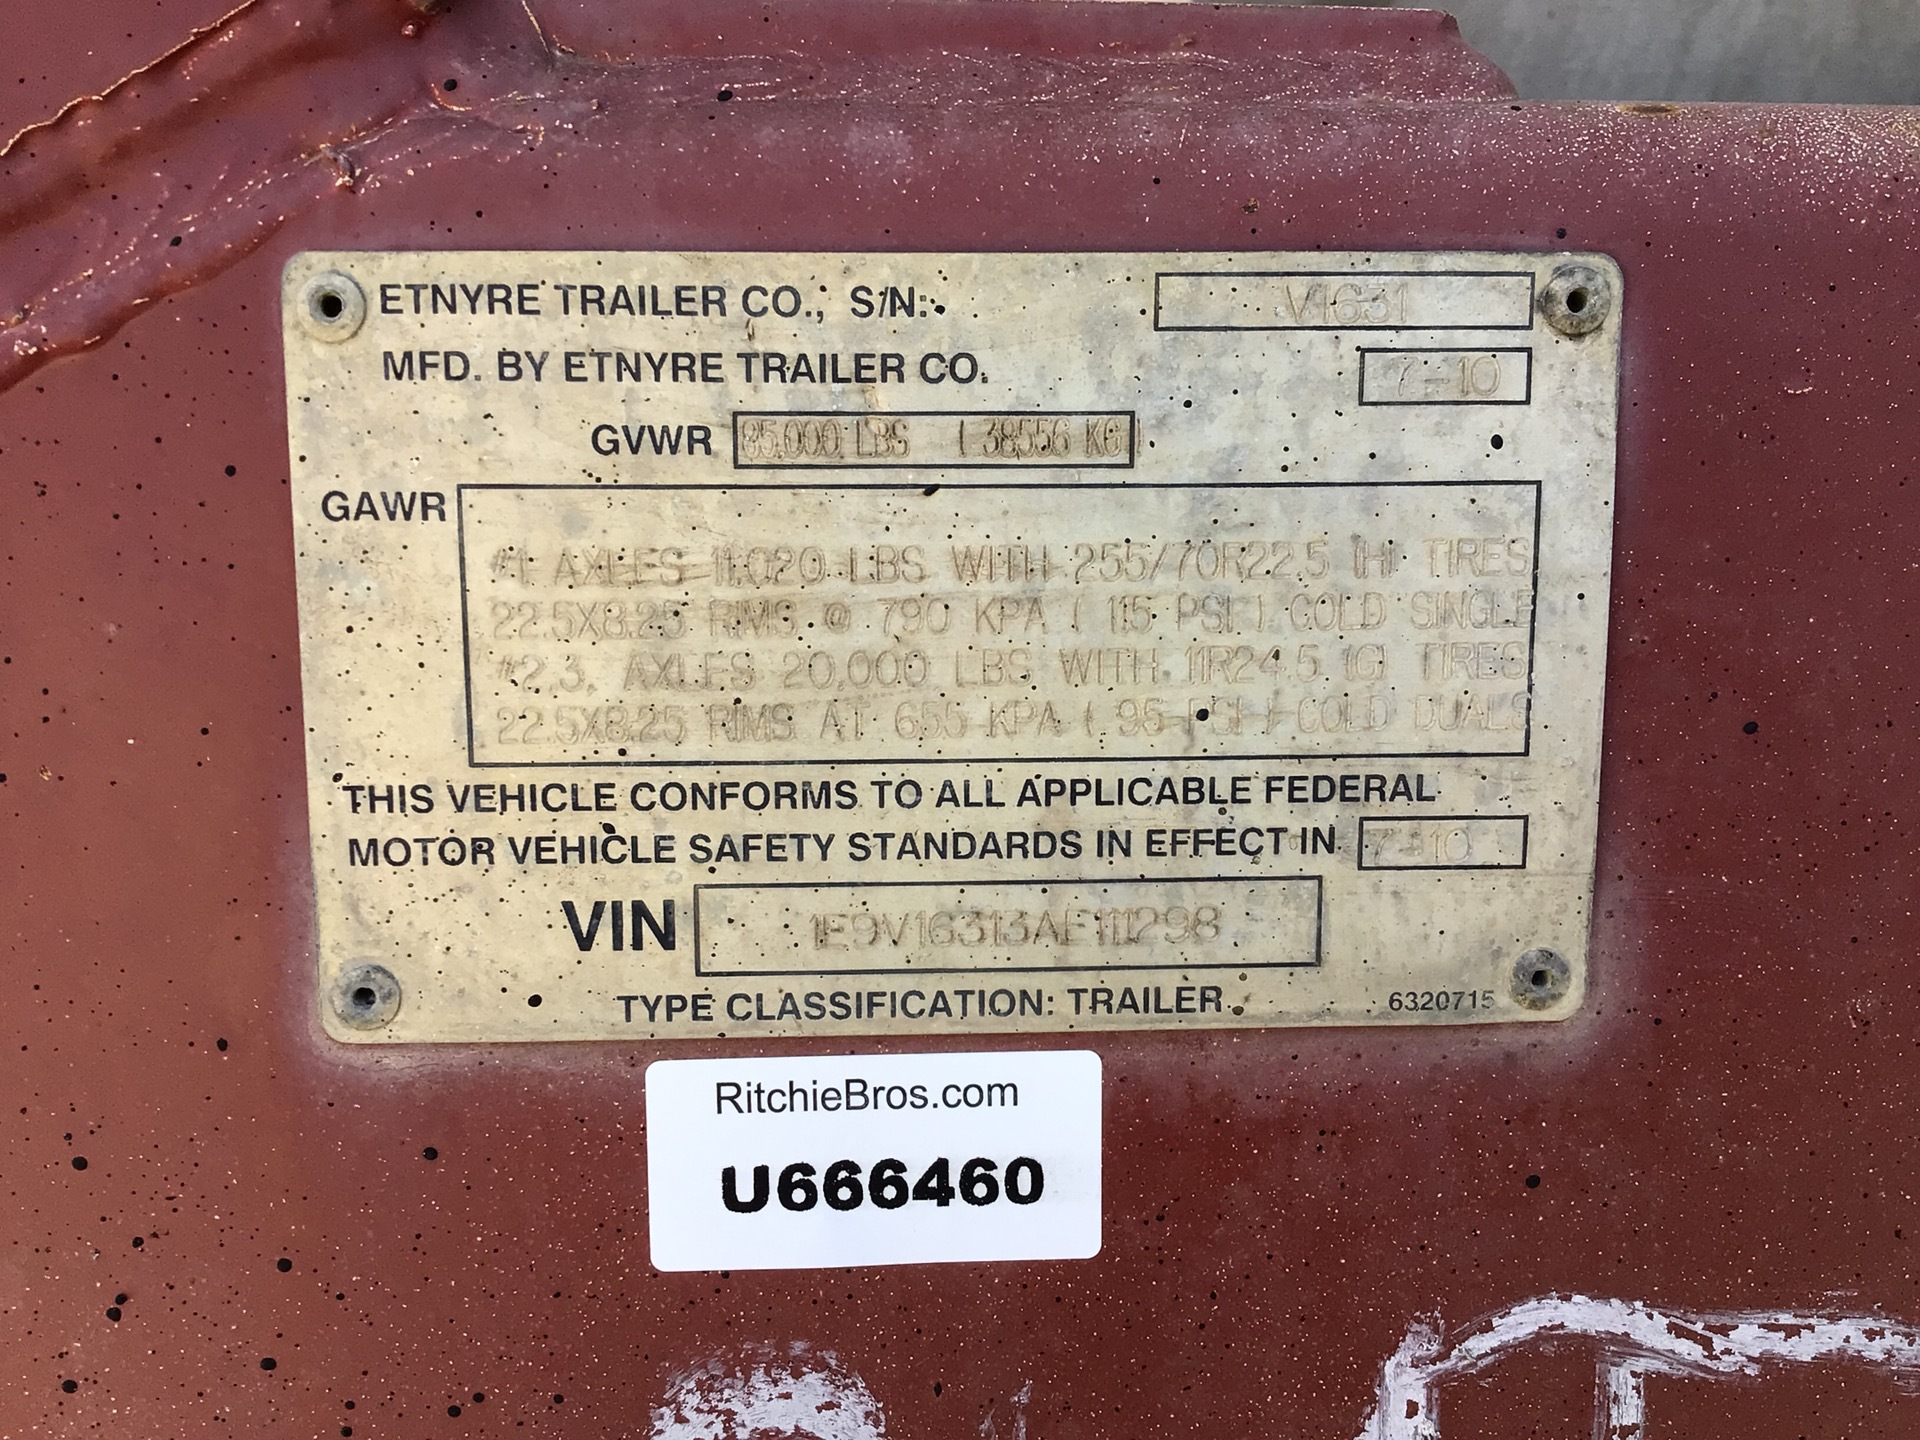 ETNYRE TRAILER CO., S/N: V1631
MFD. BY ETNYRE TRAILER CO. 7-10
GVWR 85,000 LBS ( 38556 KG )
GAWR
#1 AXLES 11,020 LBS WITH 255/70R22.5 (H) TIRES
22.5X8.25 RIMS @ 790 KPA ( 115 PSI ) COLD SINGLE
#2,3, AXLES 20,000 LBS WITH 11R24.5 (G) TIRES
22.5X8.25 RIMS AT 655 KPA ( 95 PSI ) COLD DUALS
THIS VEHICLE CONFORMS TO ALL APPLICABLE FEDERAL
MOTOR VEHICLE SAFETY STANDARDS IN EFFECT IN 7-10
VIN 1E9V16313AE111298
TYPE CLASSIFICATION: TRAILER 6320715
RitchieBros.com
U666460